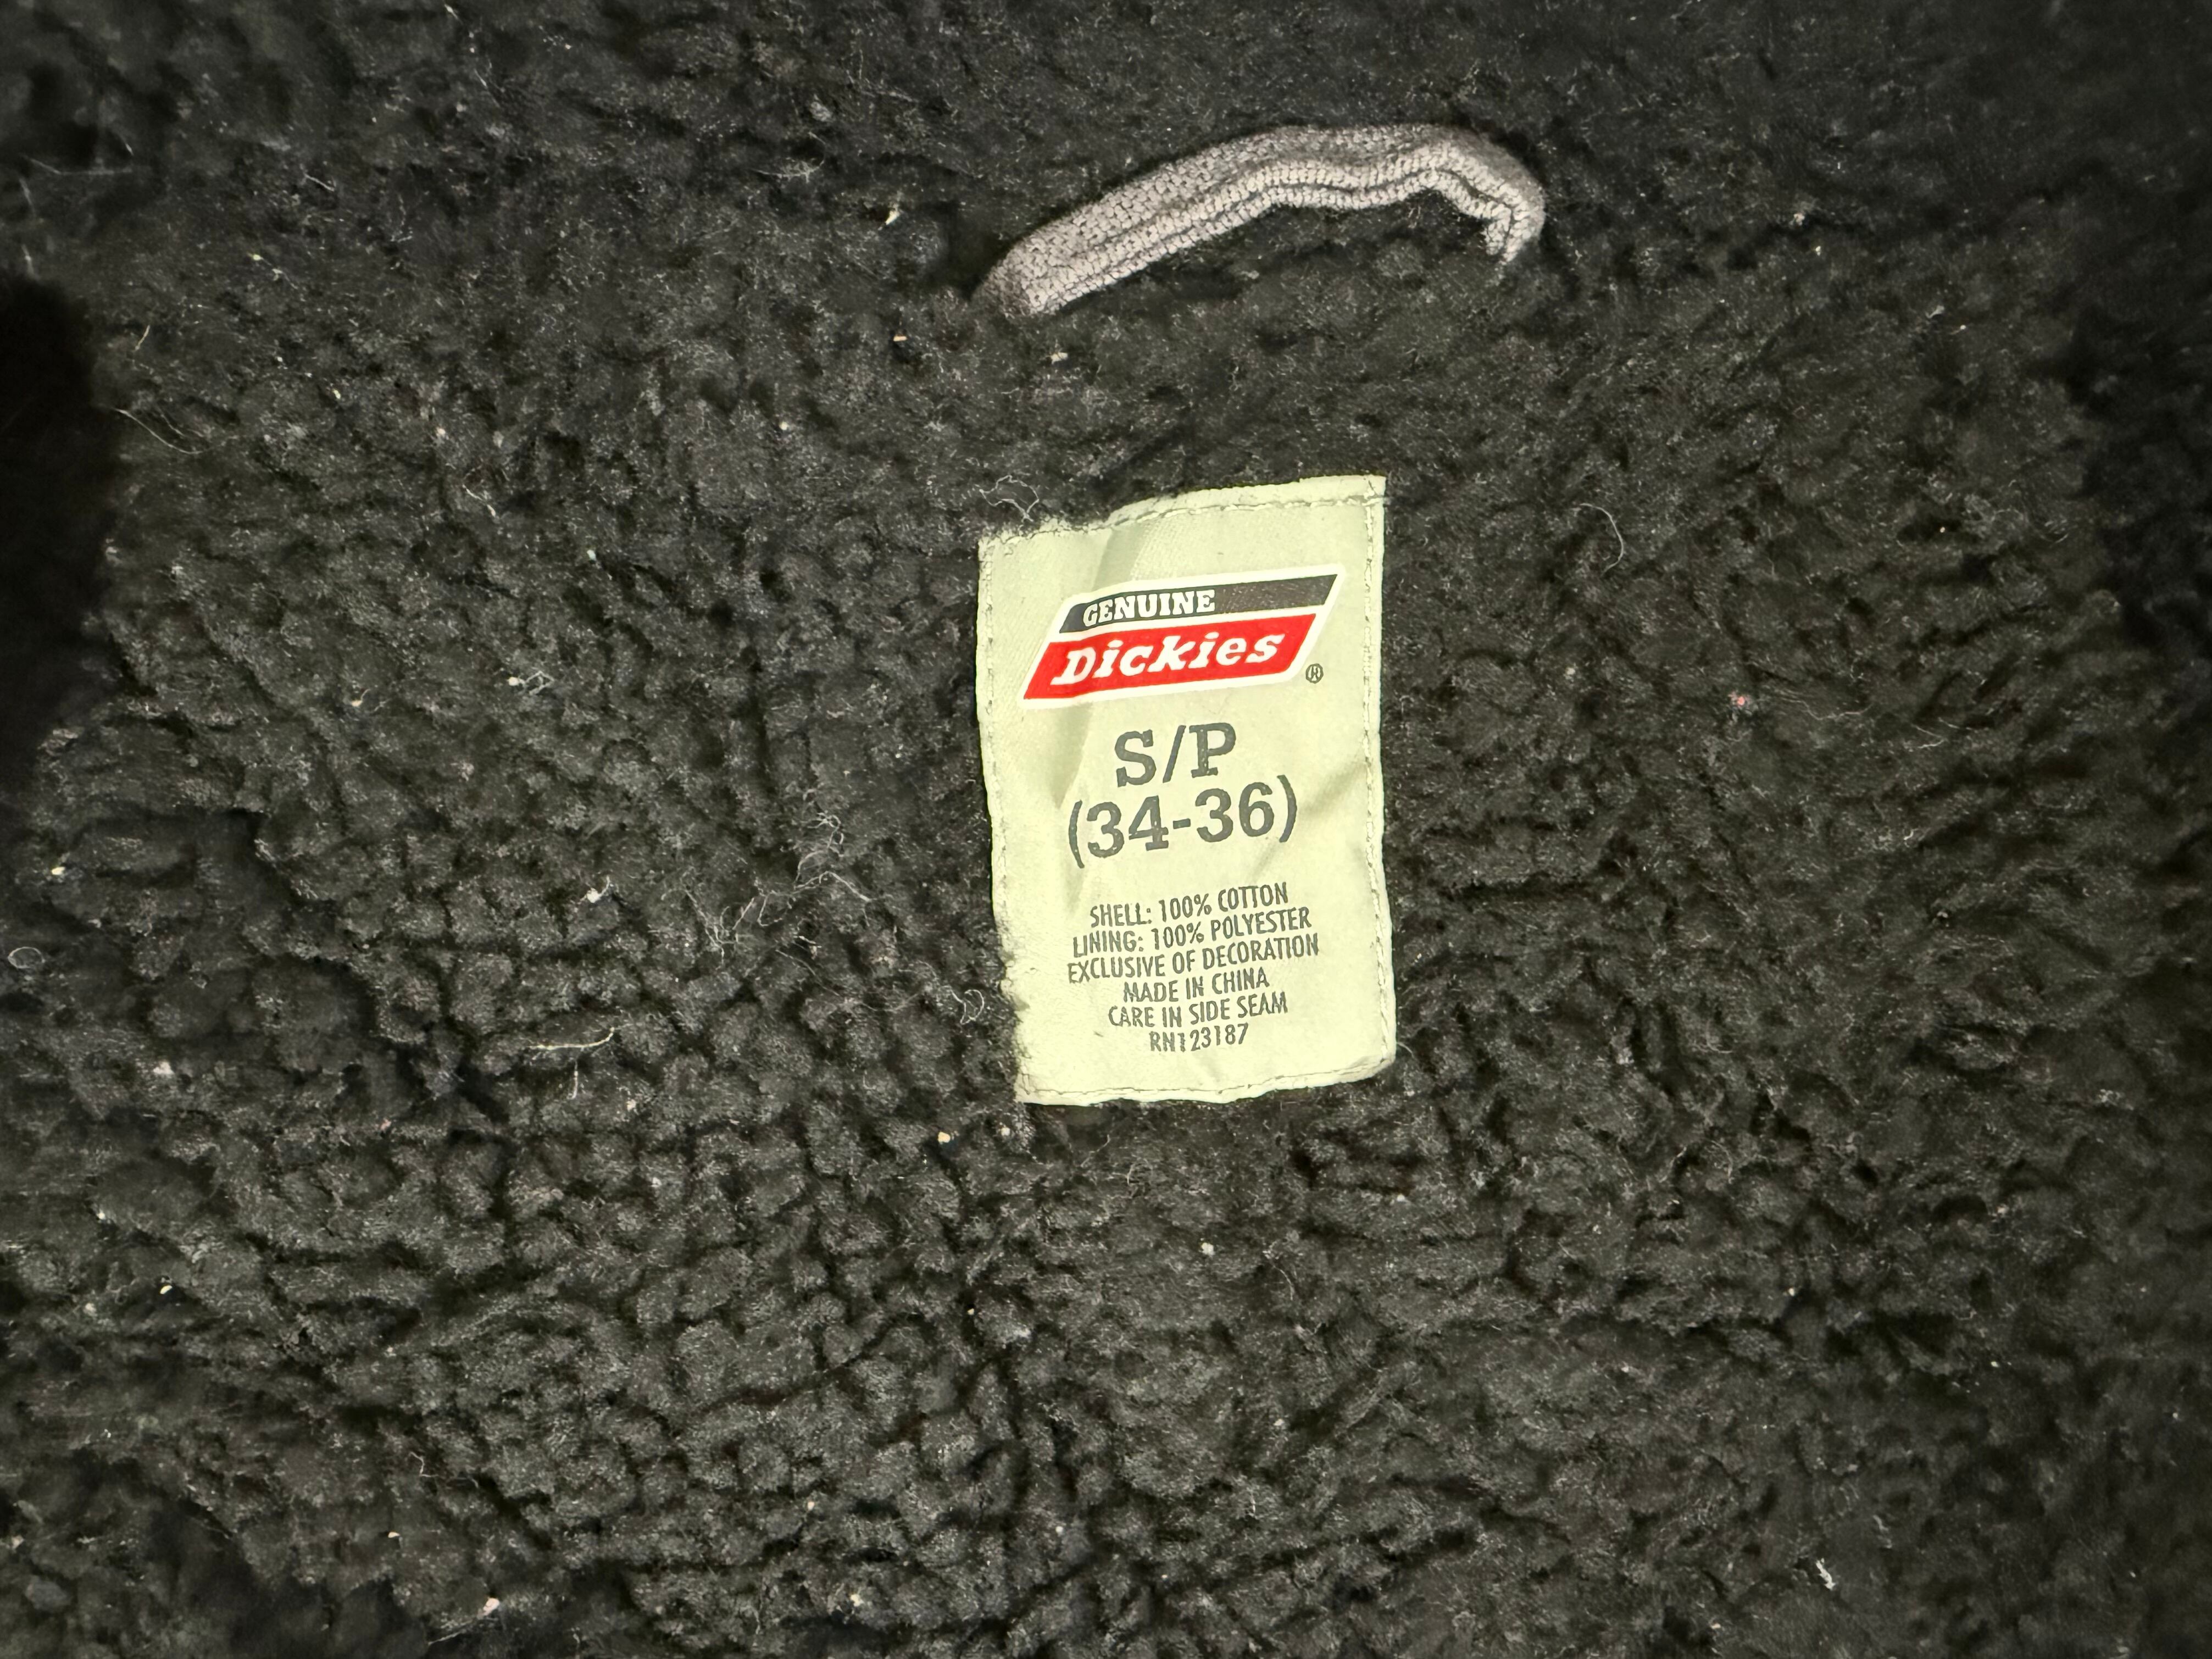 GENUINE
Dickies®
S/P
(34-36)
SHELL: 100% COTTON
LINING: 100% POLYESTER
EXCLUSIVE OF DECORATION
MADE IN CHINA
CARE IN SIDE SEAM
RN123187